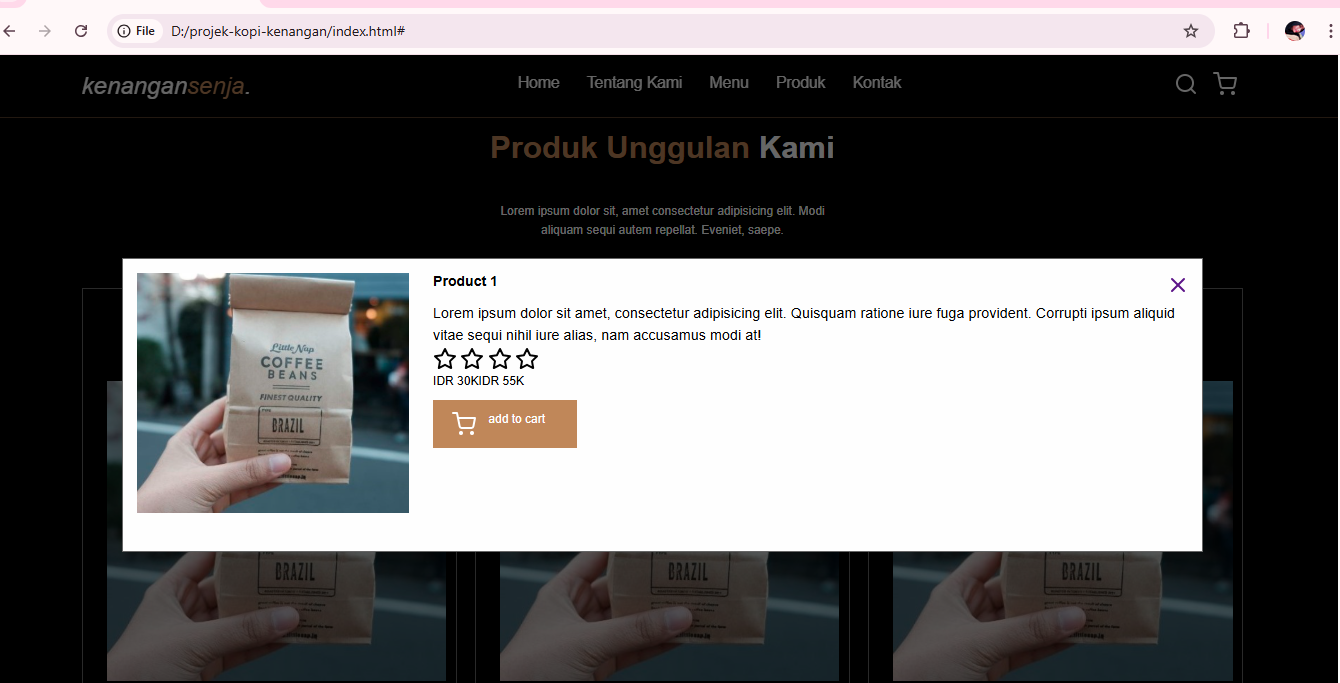 File D:/projek-kopi-kenangan/index.html#
kenangansenja.
Home Tentang Kami Menu Produk Kontak
Produk Unggulan Kami
Lorem ipsum dolor sit, amet consectetur adipisicing elit. Modi
aliquam sequi autem repellat. Eveniet, saepe.
Little Nap
COFFEE
BEANS
FINEST QUALITY
BRAZIL
Product 1
Lorem ipsum dolor sit amet, consectetur adipisicing elit. Quisquam ratione iure fuga provident. Corrupti ipsum aliquid
vitae sequi nihil iure alias, nam accusamus modi at!
IDR 30KIDR 55K
add to cart
BRAZIL
BRAZIL
BRAZIL